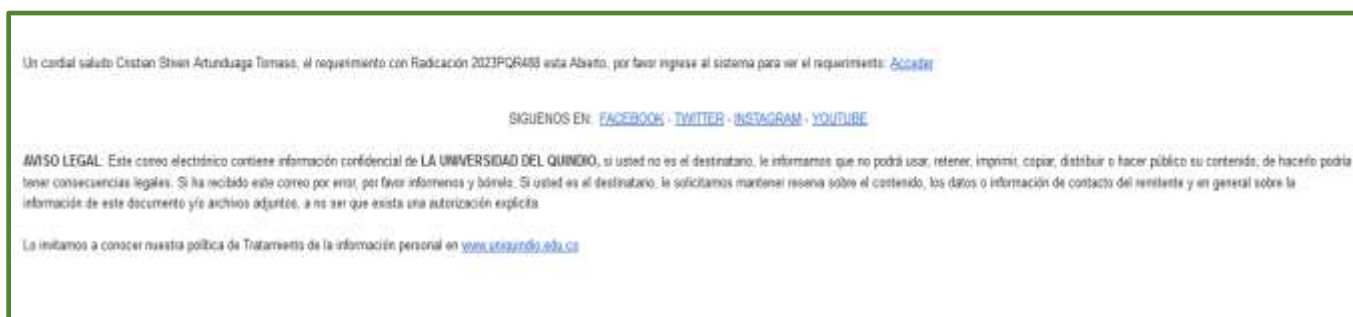 Un cordial saludo Cristian Stiven Artunduaga Tomaso, el requerimiento con Radicación 2023PQR488 esta Abierto, por favor ingrese al sistema para ver el requerimiento: Acceder
SIGUENOS EN: FACEBOOK - TWITTER - INSTAGRAM - YOUTUBE
AVISO LEGAL: Este correo electrónico contiene información confidencial de LA UNIVERSIDAD DEL QUINDIO, si usted no es el destinatario, le informamos que no podrá usar, retener, imprimir, copiar, distribuir o hacer público su contenido, de hacerlo podría
tener consecuencias legales. Si ha recibido este correo por error, por favor infórmenos y bórrelo. Si usted es el destinatario, le solicitamos mantener reserva sobre el contenido, los datos o información de contacto del remitente y en general sobre la
información de este documento y/o archivos adjuntos, a no ser que exista una autorización explícita
Lo invitamos a conocer nuestra política de Tratamiento de la información personal en www.uniquindio.edu.co